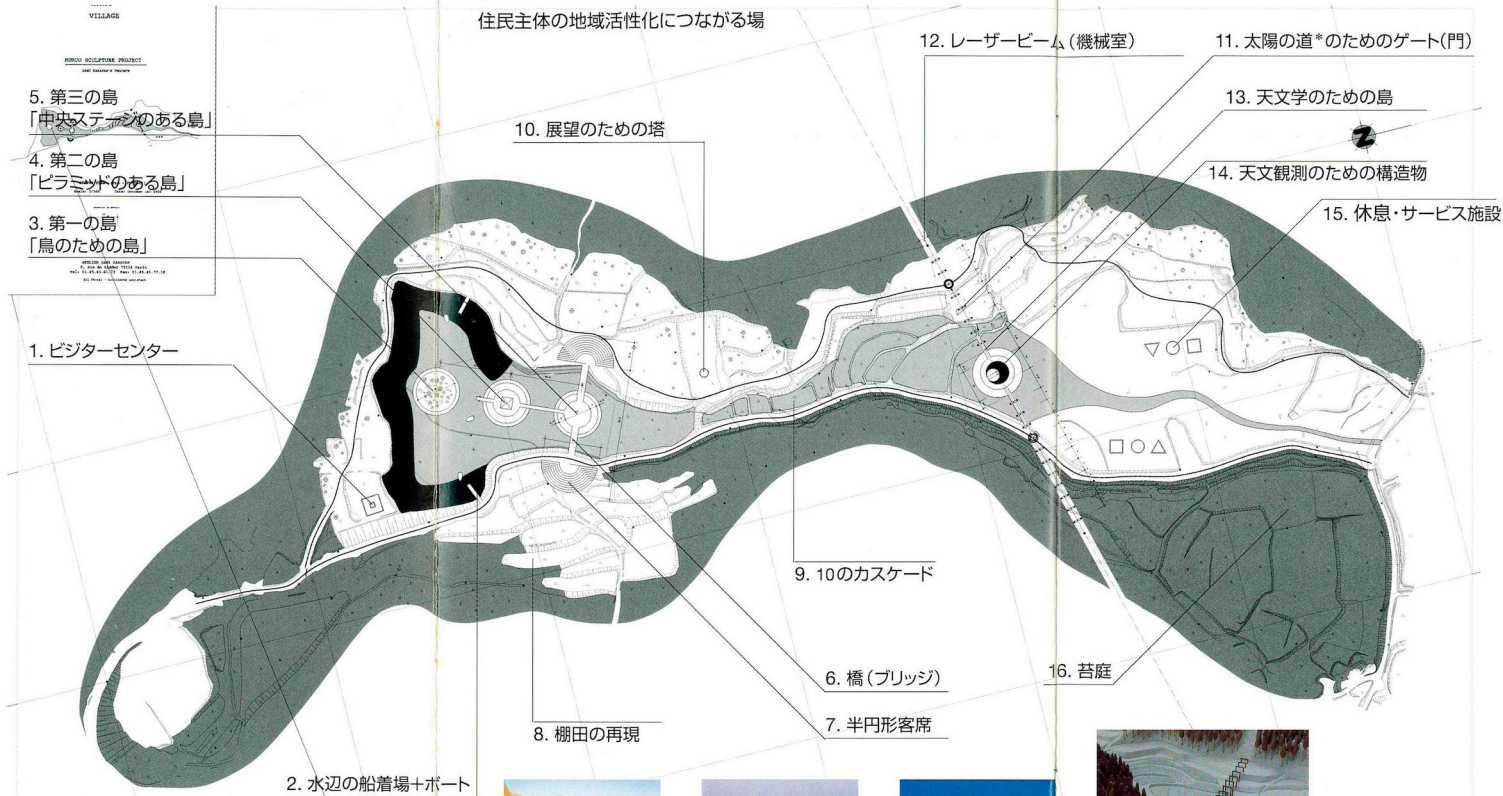 住民主体の地域活性化につながる場
VILLAGE
MUROO SCULPTURE PROJECT
DANI KARAVAN'S PROJECT
5. 第三の島
「中央ステージのある島」
4. 第二の島
「ピラミッドのある島」
3. 第一の島
「鳥のための島」
ATELIER DANI KARAVAN
1. ビジターセンター
10. 展望のための塔
12. レーザービーム（機械室）
11. 太陽の道*のためのゲート(門)
13. 天文学のための島
Z
14. 天文観測のための構造物
15. 休息・サービス施設
9. 10のカスケード
6. 橋（ブリッジ）
16. 苔庭
7. 半円形客席
8. 棚田の再現
2. 水辺の船着場＋ボート